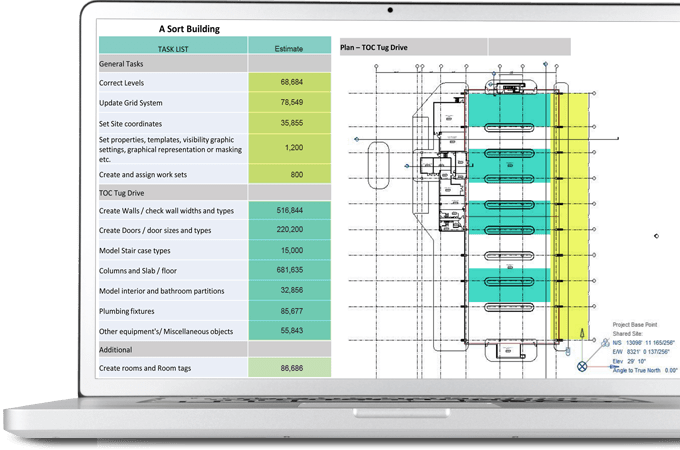 A Sort Building
TASK LIST Estimate
General Tasks
Correct Levels 68,684
Update Grid System 78,549
Set Site coordinates 35,855
Set properties, templates, visibility graphic
settings, graphical representation or masking
etc. 1,200
Create and assign work sets 800
TOC Tug Drive
Create Walls / check wall widths and types 516,844
Create Doors / door sizes and types 220,200
Model Stair case types 15,000
Columns and Slab / floor 681,635
Model interior and bathroom partitions 32,856
Plumbing fixtures 85,677
Other equipment's/ Miscellaneous objects 55,843
Additional
Create rooms and Room tags 86,686
Plan – TOC Tug Drive
Project Base Point
Shared Site:
N/S 13098' 11 165/256"
E/W 8321' 0 137/256"
Elev 29' 10"
Angle to True North 0.00°